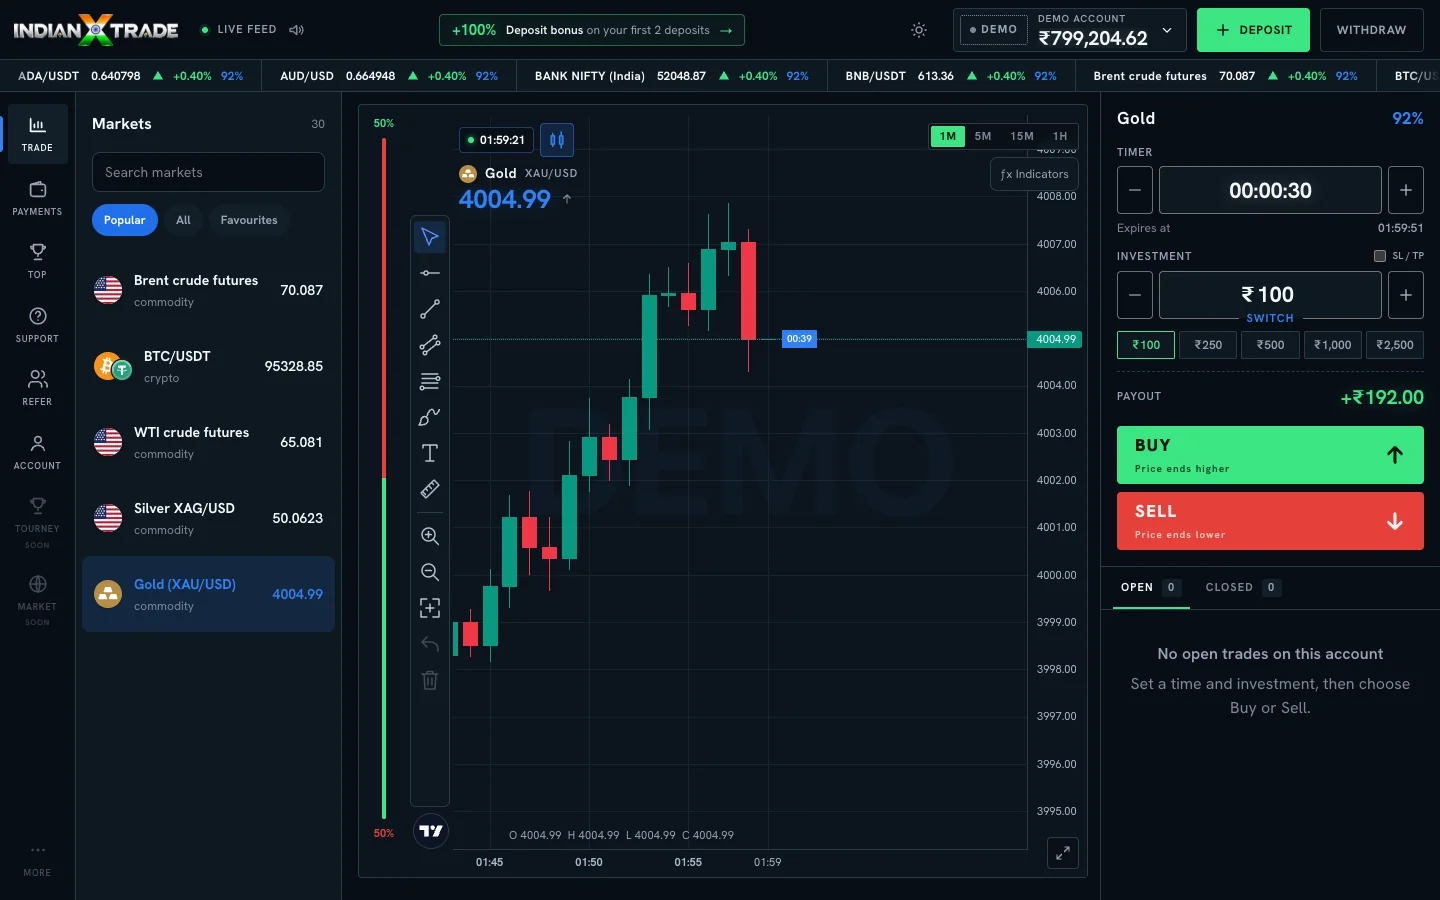 INDIAN X TRADE
LIVE FEED
+100% Deposit bonus on your first 2 deposits →
DEMO
DEMO ACCOUNT
₹799,204.62
+ DEPOSIT
WITHDRAW
ADA/USDT 0.640798 ▲ +0.40% 92%
AUD/USD 0.664948 ▲ +0.40% 92%
BANK NIFTY (India) 52048.87 ▲ +0.40% 92%
BNB/USDT 613.36 ▲ +0.40% 92%
Brent crude futures 70.087 ▲ +0.40% 92%
BTC/US
TRADE
PAYMENTS
TOP
SUPPORT
REFER
ACCOUNT
TOURNEY
SOON
MARKET
SOON
MORE
Markets 30
Search markets
Popular All Favourites
Brent crude futures 70.087
commodity
BTC/USDT 95328.85
crypto
WTI crude futures 65.081
commodity
Silver XAG/USD 50.0623
commodity
Gold (XAU/USD) 4004.99
commodity
50%
50%
01:59:21
1M 5M 15M 1H
Gold XAU/USD
4004.99 ↑
ƒx Indicators
DEMO
00:39
4009.00
4008.00
4007.00
4006.00
4004.99
4004.00
4003.00
4002.00
4001.00
4000.00
3999.00
3998.00
3997.00
3996.00
3995.00
O 4004.99 H 4004.99 L 4004.99 C 4004.99
01:45 01:50 01:55 01:59
Gold 92%
TIMER
− 00:00:30 +
Expires at 01:59:51
INVESTMENT SL / TP
− ₹ 100 +
SWITCH
₹100 ₹250 ₹500 ₹1,000 ₹2,500
PAYOUT +₹192.00
BUY
Price ends higher
SELL
Price ends lower
OPEN 0 CLOSED 0
No open trades on this account
Set a time and investment, then choose
Buy or Sell.